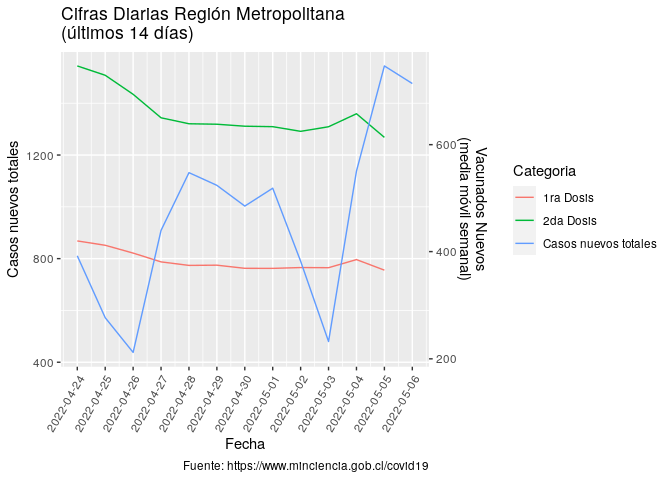 Cifras Diarias Región Metropolitana
(últimos 14 días)
Casos nuevos totales
1200
800
400
600
400
200
Vacunados Nuevos
(media móvil semanal)
2022-04-24
2022-04-25
2022-04-26
2022-04-27
2022-04-28
2022-04-29
2022-04-30
2022-05-01
2022-05-02
2022-05-03
2022-05-04
2022-05-05
2022-05-06
Fecha
Categoria
1ra Dosis
2da Dosis
Casos nuevos totales
Fuente: https://www.minciencia.gob.cl/covid19